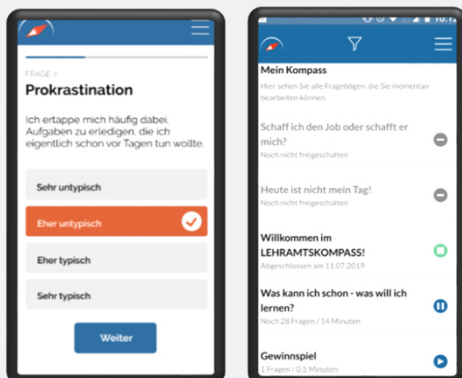 FRAGE 7
Prokrastination
Ich ertappe mich häufig dabei.
Aufgaben zu erledigen, die ich
eigentlich schon vor Tagen tun wollte.
Sehr untypisch
Eher untypisch
Eher typisch
Sehr typisch
Weiter
Mein Kompass
Hier sehen Sie alle Fragebögen, die Sie momentan
bearbeiten können.
Schaff ich den Job oder schafft er
mich?
Noch nicht freigeschalten
Heute ist nicht mein Tag!
Noch nicht freigeschalten
Willkommen im
LEHRAMTSKOMPASS!
Abgeschlossen am 11.07.2019
Was kann ich schon - was will ich
lernen?
Noch 28 Fragen / 14 Minuten
Gewinnspiel
1 Fragen / 0.5 Minuten